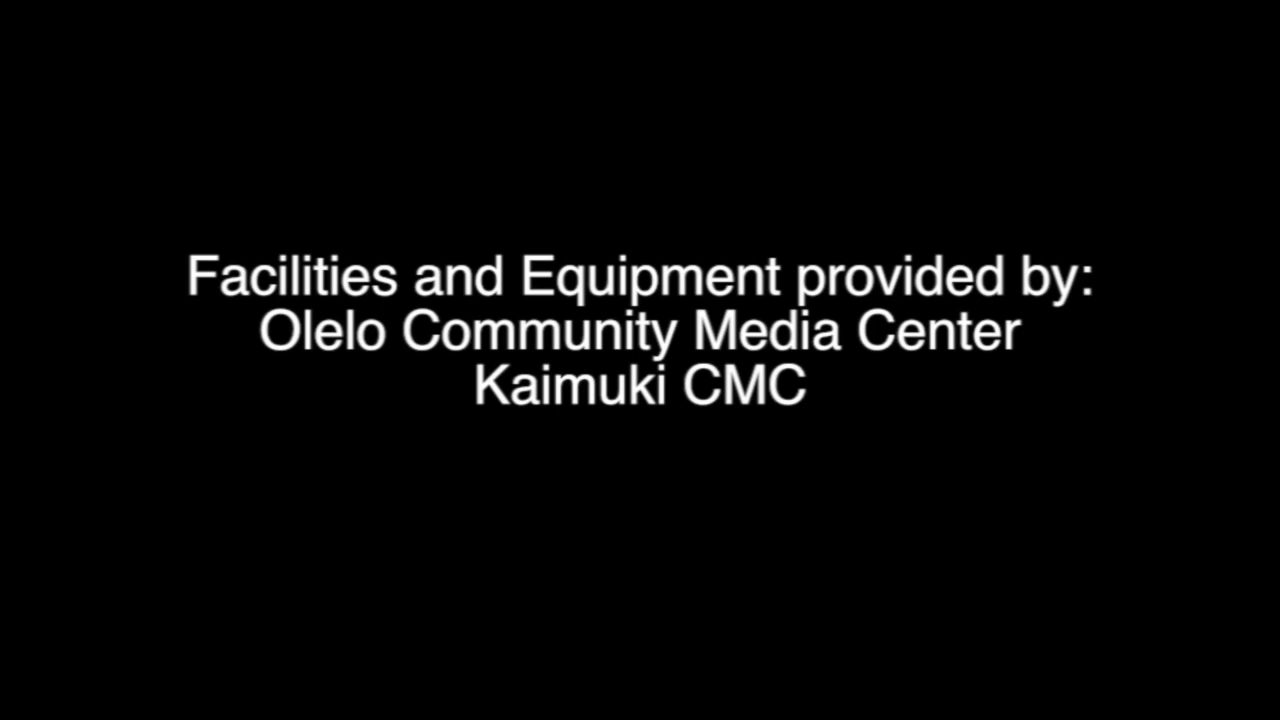 Facilities and Equipment provided by:
Olelo Community Media Center
Kaimuki CMC